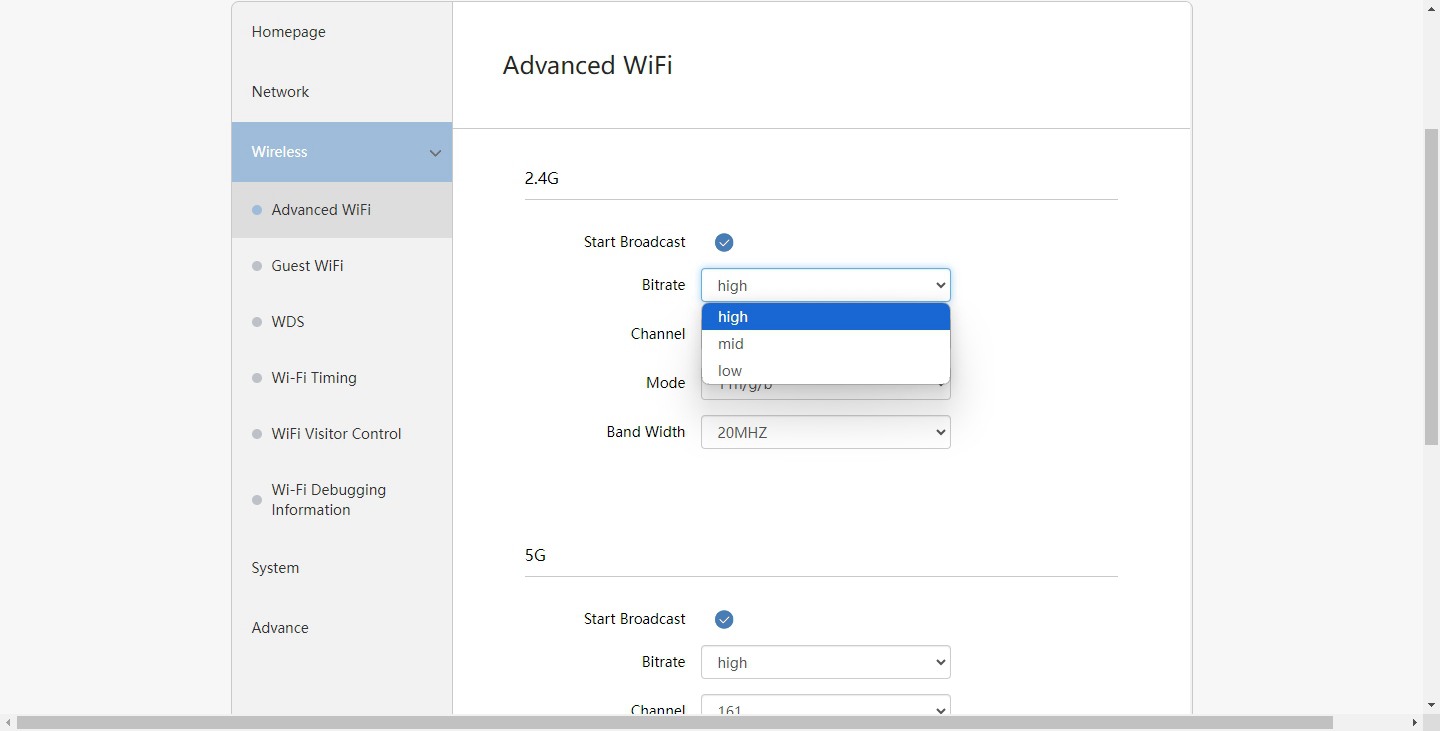 Homepage
Network
Wireless
Advanced WiFi
Guest WiFi
WDS
Wi-Fi Timing
WiFi Visitor Control
Wi-Fi Debugging
Information
System
Advance
Advanced WiFi
2.4G
Start Broadcast
Bitrate high
high
mid
low
Channel
Mode
Band Width 20MHZ
5G
Start Broadcast
Bitrate high
Channel 161